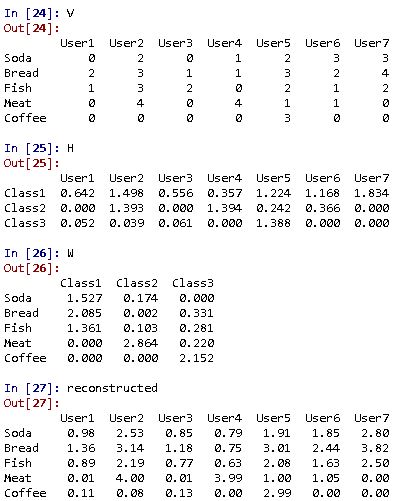 In [24]: V
Out[24]:
User1 User2 User3 User4 User5 User6 User7
Soda 0 2 0 1 2 3 3
Bread 2 3 1 1 3 2 4
Fish 1 3 2 0 2 1 2
Meat 0 4 0 4 1 1 0
Coffee 0 0 0 0 3 0 0
In [25]: H
Out[25]:
User1 User2 User3 User4 User5 User6 User7
Class1 0.642 1.498 0.556 0.357 1.224 1.168 1.834
Class2 0.000 1.393 0.000 1.394 0.242 0.366 0.000
Class3 0.052 0.039 0.061 0.000 1.388 0.000 0.000
In [26]: W
Out[26]:
Class1 Class2 Class3
Soda 1.527 0.174 0.000
Bread 2.085 0.002 0.331
Fish 1.361 0.103 0.281
Meat 0.000 2.864 0.220
Coffee 0.000 0.000 2.152
In [27]: reconstructed
Out[27]:
User1 User2 User3 User4 User5 User6 User7
Soda 0.98 2.53 0.85 0.79 1.91 1.85 2.80
Bread 1.36 3.14 1.18 0.75 3.01 2.44 3.82
Fish 0.89 2.19 0.77 0.63 2.08 1.63 2.50
Meat 0.01 4.00 0.01 3.99 1.00 1.05 0.00
Coffee 0.11 0.08 0.13 0.00 2.99 0.00 0.00